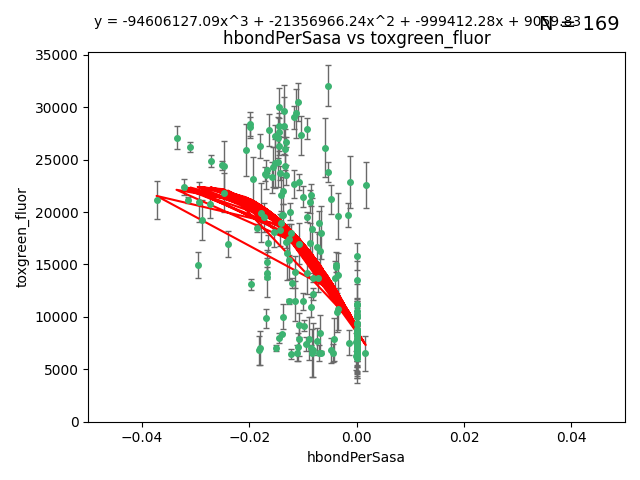 y = -94606127.09x^3 + -21356966.24x^2 + -999412.28x + 9059.83
N = 169
hbondPerSasa vs toxgreen_fluor
35000
30000
25000
20000
15000
10000
5000
0
toxgreen_fluor
-0.04
-0.02
0.00
0.02
0.04
hbondPerSasa